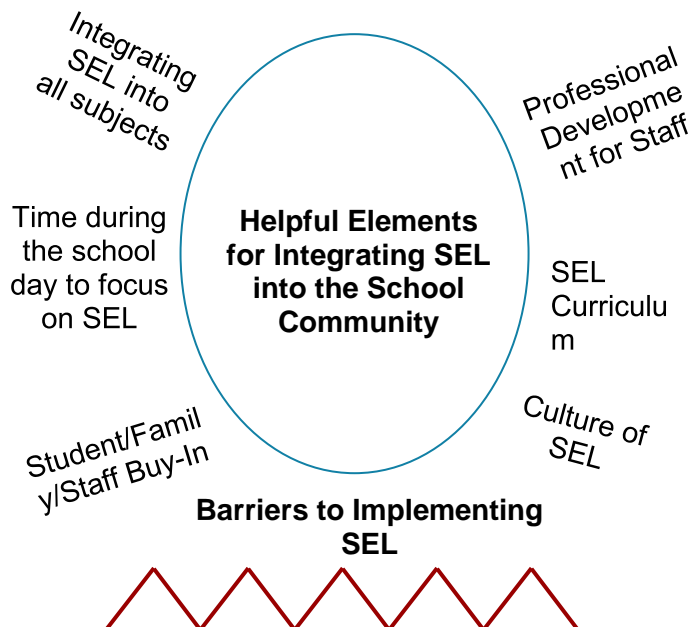 Integrating
SEL into
all subjects
Professional
Developme
nt for Staff
Time during
the school
day to focus
on SEL
Helpful Elements
for Integrating SEL
into the School
Community
SEL
Curriculu
m
Student/Famil
y/Staff Buy-In
Culture of
SEL
Barriers to Implementing
SEL